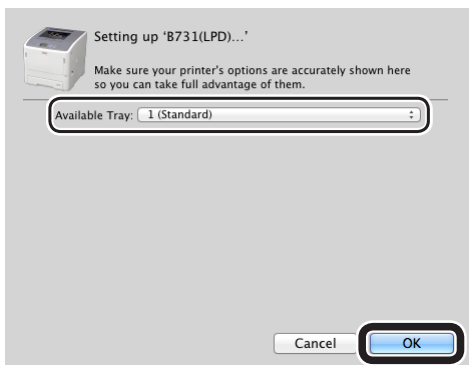 Setting up ‘B731(LPD)...’
Make sure your printer's options are accurately shown here
so you can take full advantage of them.
Available Tray: 1 (Standard)
Cancel OK